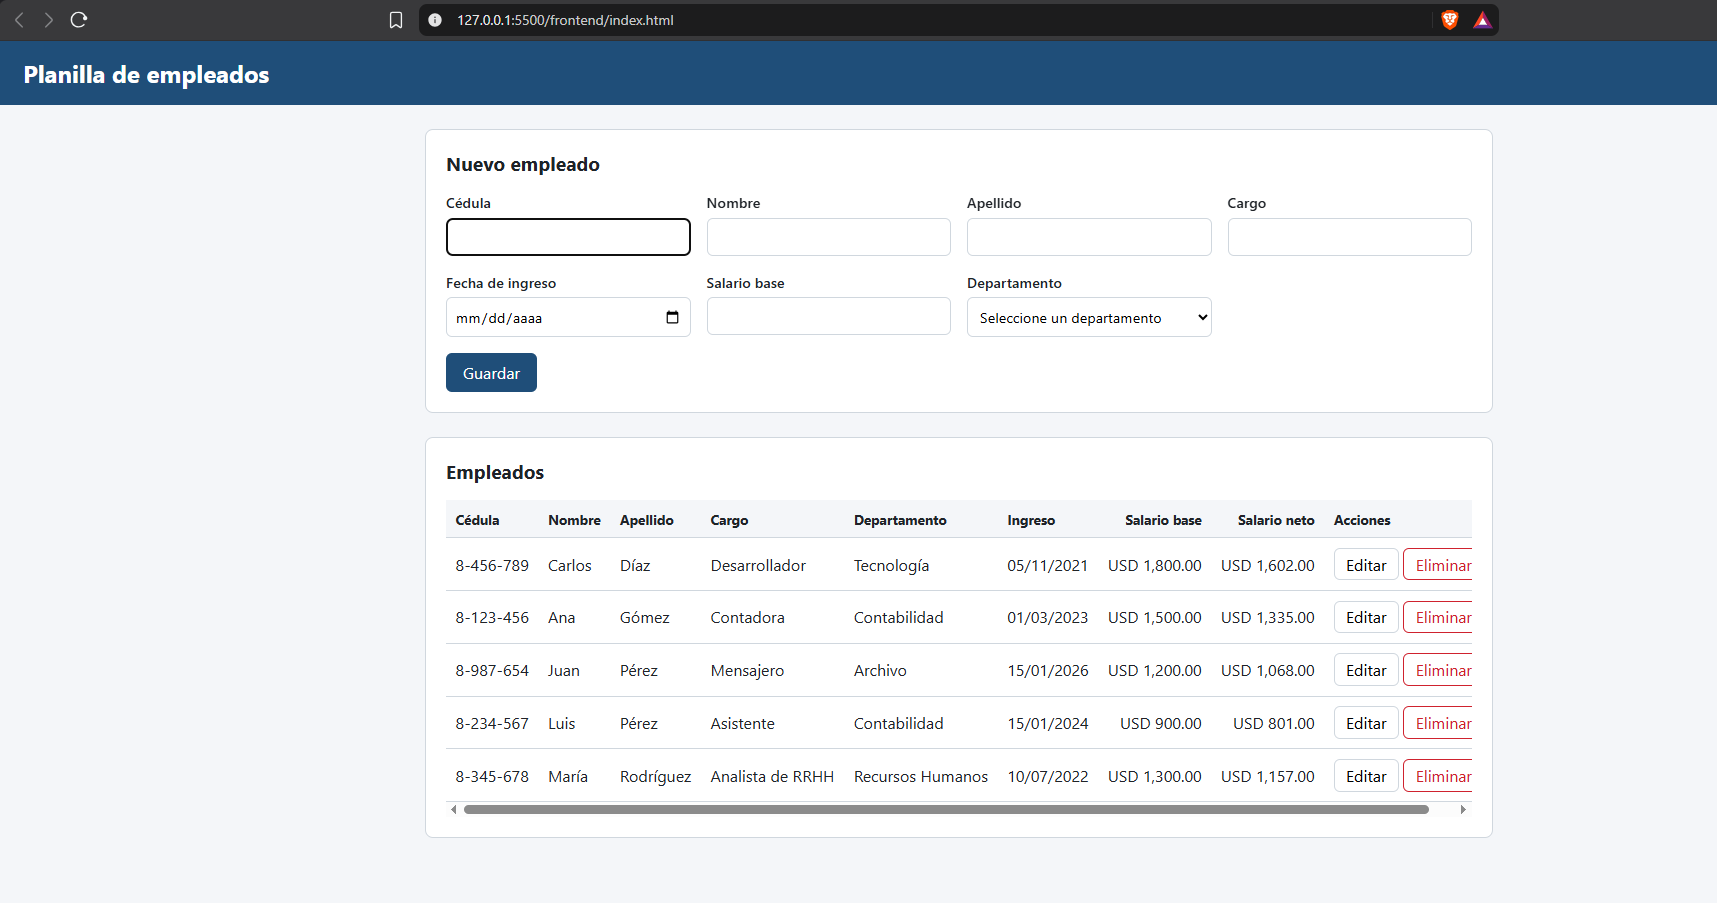 127.0.0.1:5500/frontend/index.html
Planilla de empleados
Nuevo empleado
Cédula Nombre Apellido Cargo
Fecha de ingreso Salario base Departamento
mm/dd/aaaa Seleccione un departamento
Guardar
Empleados
Cédula Nombre Apellido Cargo Departamento Ingreso Salario base Salario neto Acciones
8-456-789 Carlos Díaz Desarrollador Tecnología 05/11/2021 USD 1,800.00 USD 1,602.00 Editar Eliminar
8-123-456 Ana Gómez Contadora Contabilidad 01/03/2023 USD 1,500.00 USD 1,335.00 Editar Eliminar
8-987-654 Juan Pérez Mensajero Archivo 15/01/2026 USD 1,200.00 USD 1,068.00 Editar Eliminar
8-234-567 Luis Pérez Asistente Contabilidad 15/01/2024 USD 900.00 USD 801.00 Editar Eliminar
8-345-678 María Rodríguez Analista de RRHH Recursos Humanos 10/07/2022 USD 1,300.00 USD 1,157.00 Editar Eliminar